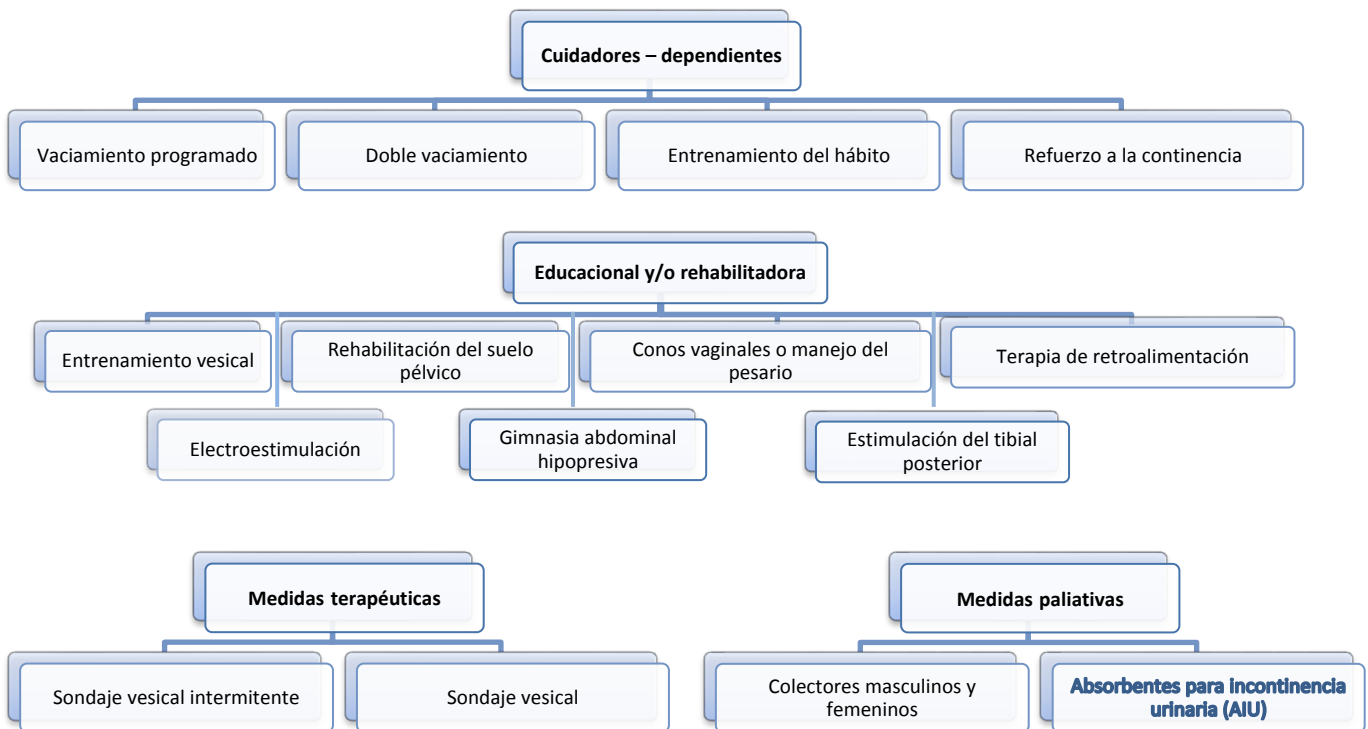 Cuidadores – dependientes
Vaciamiento programado
Doble vaciamiento
Entrenamiento del hábito
Refuerzo a la continencia
Educacional y/o rehabilitadora
Entrenamiento vesical
Rehabilitación del suelo
pélvico
Conos vaginales o manejo del
pesario
Terapia de retroalimentación
Electroestimulación
Gimnasia abdominal
hipopresiva
Estimulación del tibial
posterior
Medidas terapéuticas
Sondaje vesical intermitente
Sondaje vesical
Medidas paliativas
Colectores masculinos y
femeninos
Absorbentes para incontinencia
urinaria (AIU)